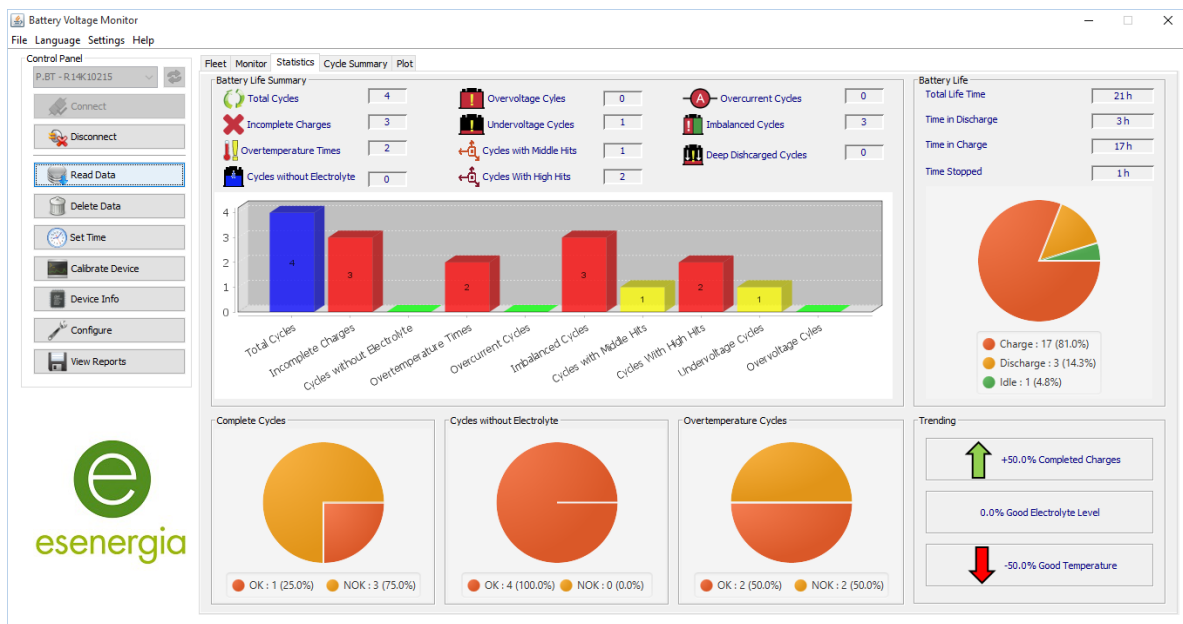 Battery Voltage Monitor
File Language Settings Help
Control Panel
P.BT - R14K10215
Connect
Disconnect
Read Data
Delete Data
Set Time
Calibrate Device
Device Info
Configure
View Reports
e
esenergia
Fleet Monitor Statistics Cycle Summary Plot
Battery Life Summary
Total Cycles 4
Overvoltage Cyles 0
A Overcurrent Cycles 0
Incomplete Charges 3
Undervoltage Cycles 1
Imbalanced Cycles 3
Overtemperature Times 2
Cycles with Middle Hits 1
Deep Dishcarged Cycles 0
Cycles without Electrolyte 0
Cycles With High Hits 2
4
3
2
1
0
4 3 2 3 1 2 1
Total Cycles
Incomplete Charges
Cycles without Electrolyte
Overtemperature Times
Overcurrent Cycles
Imbalanced Cycles
Cycles with Middle Hits
Cycles With High Hits
Undervoltage Cycles
Overvoltage Cyles
Battery Life
Total Life Time 21 h
Time in Discharge 3 h
Time in Charge 17 h
Time Stopped 1 h
Charge : 17 (81.0%)
Discharge : 3 (14.3%)
Idle : 1 (4.8%)
Complete Cycles
OK : 1 (25.0%) NOK : 3 (75.0%)
Cycles without Electrolyte
OK : 4 (100.0%) NOK : 0 (0.0%)
Overtemperature Cycles
OK : 2 (50.0%) NOK : 2 (50.0%)
Trending
+50.0% Completed Charges
0.0% Good Electrolyte Level
-50.0% Good Temperature